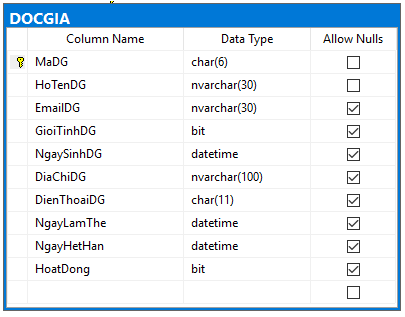 DOCGIA
Column Name Data Type Allow Nulls
MaDG char(6)
HoTenDG nvarchar(30)
EmailDG nvarchar(30)
GioiTinhDG bit
NgaySinhDG datetime
DiaChiDG nvarchar(100)
DienThoaiDG char(11)
NgayLamThe datetime
NgayHetHan datetime
HoatDong bit